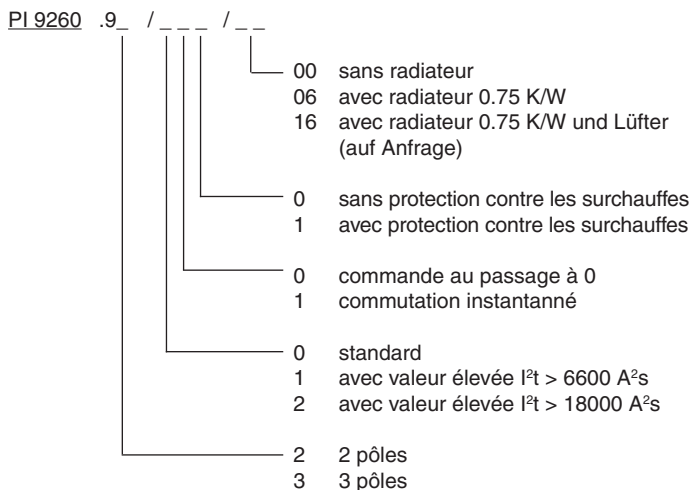 PI 9260 .9_ /_ _ _ /_ _
00 sans radiateur
06 avec radiateur 0.75 K/W
16 avec radiateur 0.75 K/W und Lüfter
(auf Anfrage)
0 sans protection contre les surchauffes
1 avec protection contre les surchauffes
0 commande au passage à 0
1 commutation instantanné
0 standard
1 avec valeur élevée I²t > 6600 A²s
2 avec valeur élevée I²t > 18000 A²s
2 2 pôles
3 3 pôles